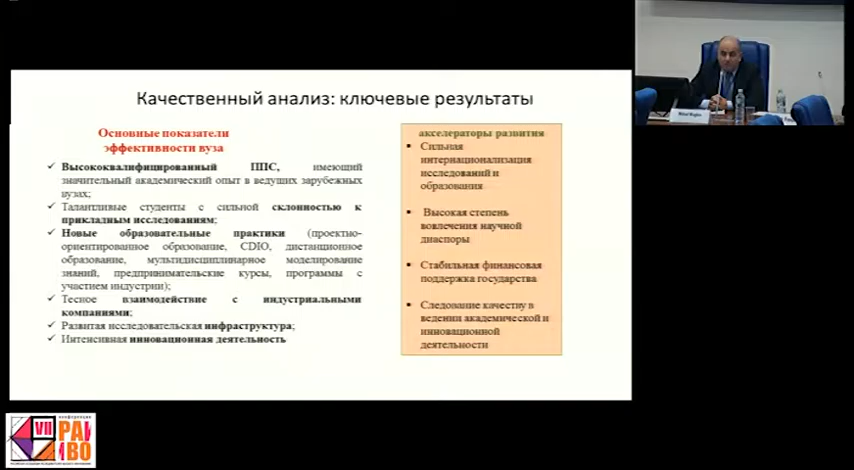 Качественный анализ: ключевые результаты
Основные показатели
эффективности вуза
Высококвалифицированный ППС, имеющий
значительный академический опыт в ведущих зарубежных
вузах;
Талантливые студенты с сильной склонностью к
прикладным исследованиям;
Новые образовательные практики (проектно-
ориентированное образование, CDIO, дистанционное
образование, мультидисциплинарное моделирование
знаний, предпринимательские курсы, программы с
участием индустрии);
Тесное взаимодействие с индустриальными
компаниями;
Развитая исследовательская инфраструктура;
Интенсивная инновационная деятельность
акселераторы развития
Сильная
интернационализация
исследований и
образования
Высокая степень
вовлечения научной
диаспоры
Стабильная финансовая
поддержка государства
Следование качеству в
ведении академической и
инновационной
деятельности
конференция
VII РАИ
ВО